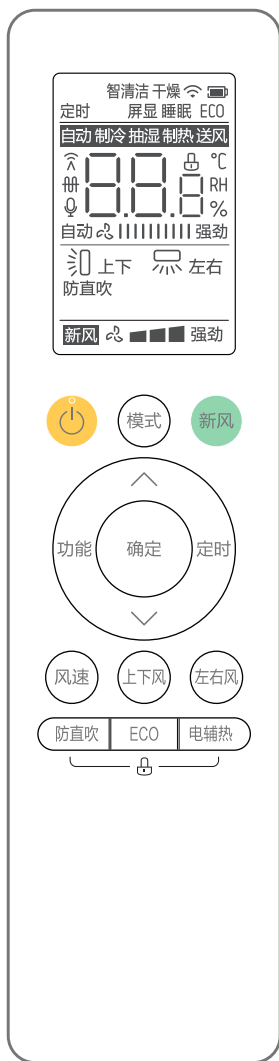 智清洁 干燥
定时 屏显 睡眠 ECO
自动 制冷 抽湿 制热 送风
88.8 ℃
RH
%
自动 强劲
上下 左右
防直吹
新风 强劲
模式 新风
功能 确定 定时
风速 上下风 左右风
防直吹 ECO 电辅热